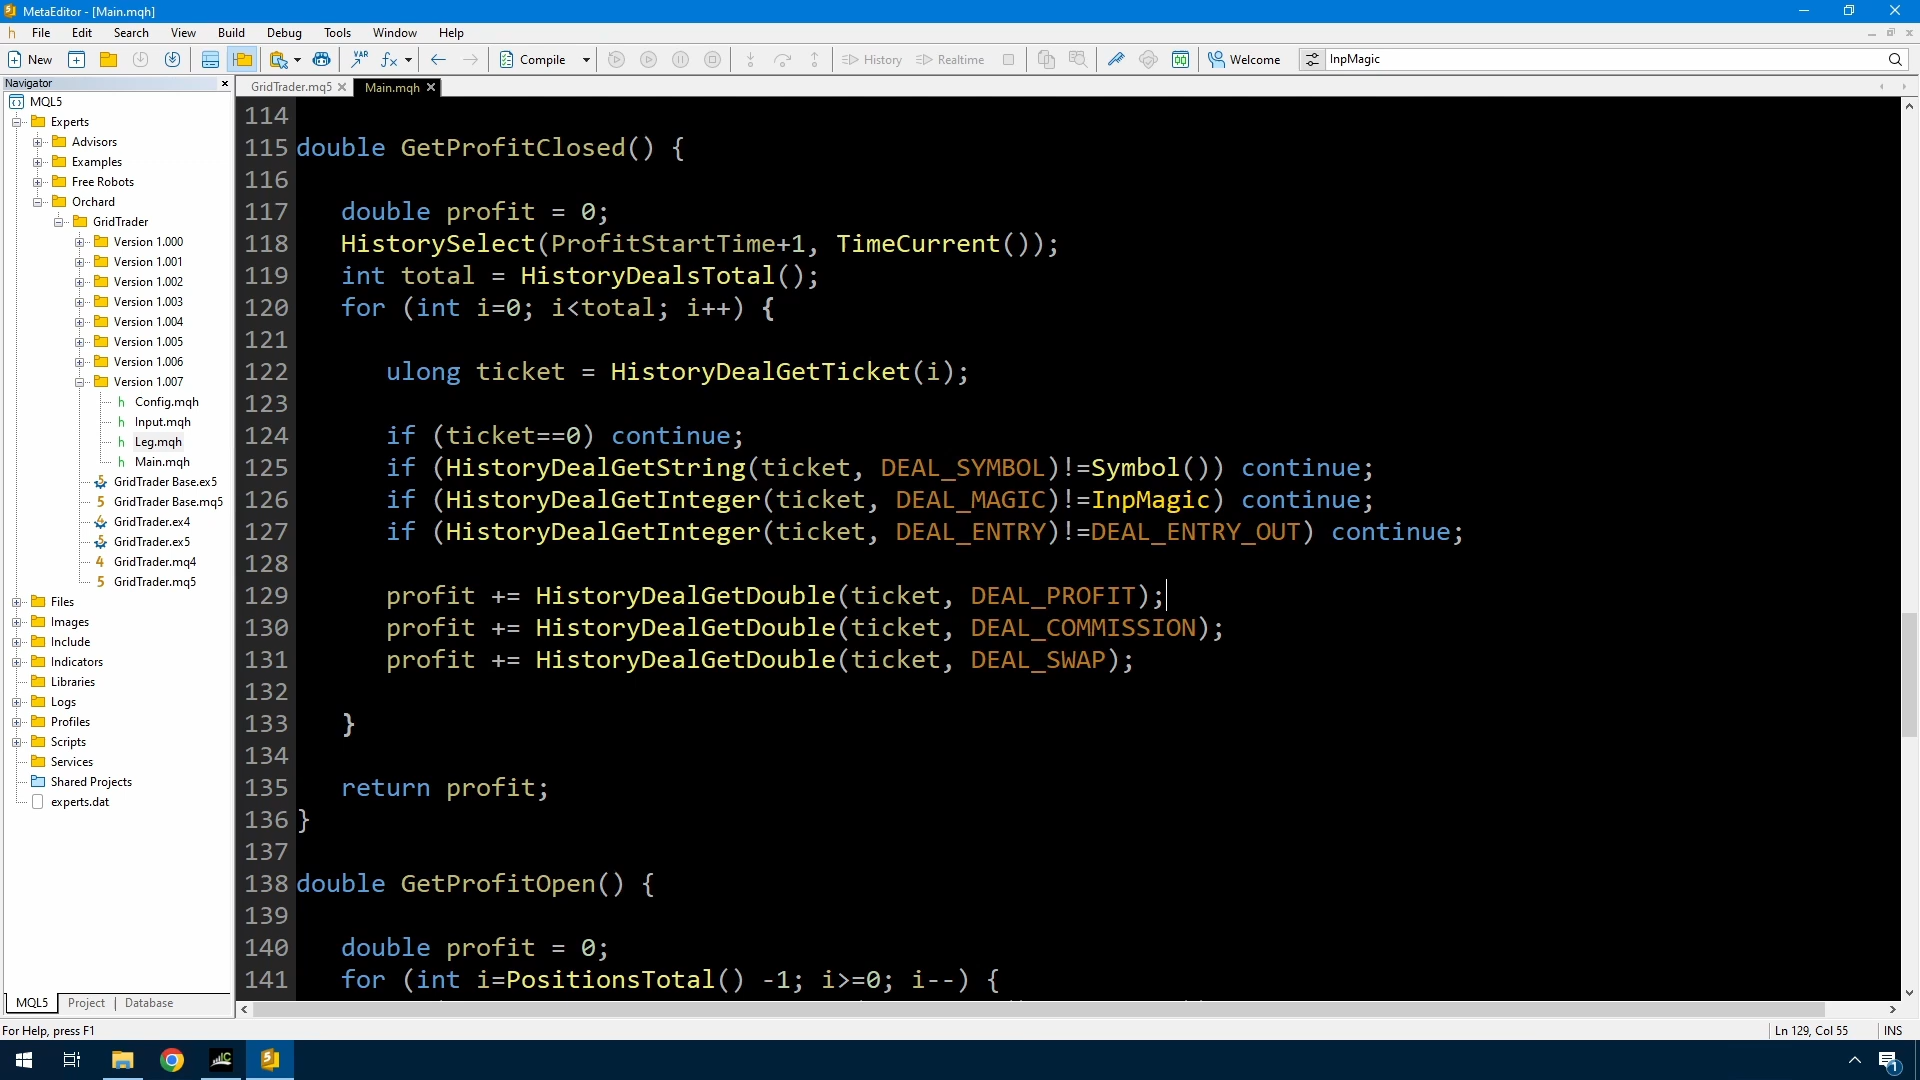 MetaEditor - [Main.mqh]
File Edit Search View Build Debug Tools Window Help
New VAR fx Compile History Realtime Welcome InpMagic
Navigator
GridTrader.mq5 Main.mqh
MQL5
Experts
Advisors
Examples
Free Robots
Orchard
GridTrader
Version 1.000
Version 1.001
Version 1.002
Version 1.003
Version 1.004
Version 1.005
Version 1.006
Version 1.007
Config.mqh
Input.mqh
Leg.mqh
Main.mqh
GridTrader Base.ex5
GridTrader Base.mq5
GridTrader.ex4
GridTrader.ex5
GridTrader.mq4
GridTrader.mq5
Files
Images
Include
Indicators
Libraries
Logs
Profiles
Scripts
Services
Shared Projects
experts.dat
MQL5 Project Database
114
115 double GetProfitClosed() {
116
117 double profit = 0;
118 HistorySelect(ProfitStartTime+1, TimeCurrent());
119 int total = HistoryDealsTotal();
120 for (int i=0; i<total; i++) {
121
122 ulong ticket = HistoryDealGetTicket(i);
123
124 if (ticket==0) continue;
125 if (HistoryDealGetString(ticket, DEAL_SYMBOL)!=Symbol()) continue;
126 if (HistoryDealGetInteger(ticket, DEAL_MAGIC)!=InpMagic) continue;
127 if (HistoryDealGetInteger(ticket, DEAL_ENTRY)!=DEAL_ENTRY_OUT) continue;
128
129 profit += HistoryDealGetDouble(ticket, DEAL_PROFIT);
130 profit += HistoryDealGetDouble(ticket, DEAL_COMMISSION);
131 profit += HistoryDealGetDouble(ticket, DEAL_SWAP);
132
133 }
134
135 return profit;
136 }
137
138 double GetProfitOpen() {
139
140 double profit = 0;
141 for (int i=PositionsTotal() -1; i>=0; i--) {
For Help, press F1
Ln 129, Col 55 INS